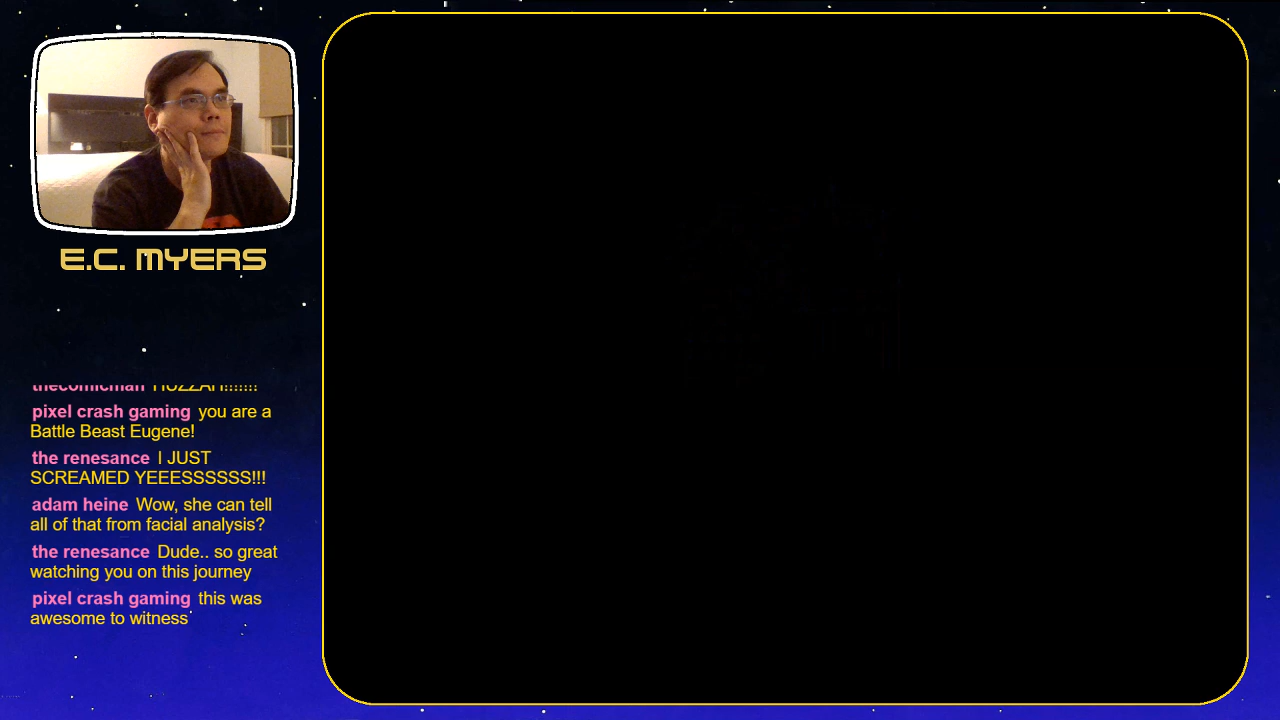 E.C. MYERS
thecomicman HUZZAH!!!!!!!
pixel crash gaming you are a
Battle Beast Eugene!
the renesance I JUST
SCREAMED YEEESSSSSS!!!
adam heine Wow, she can tell
all of that from facial analysis?
the renesance Dude.. so great
watching you on this journey
pixel crash gaming this was
awesome to witness